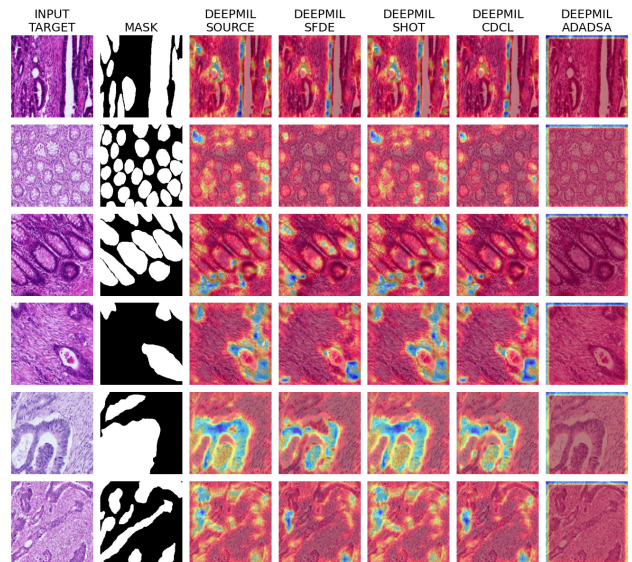 INPUT TARGET
MASK
DEEPMIL SOURCE
DEEPMIL SFDE
DEEPMIL SHOT
DEEPMIL CDCL
DEEPMIL ADADSA